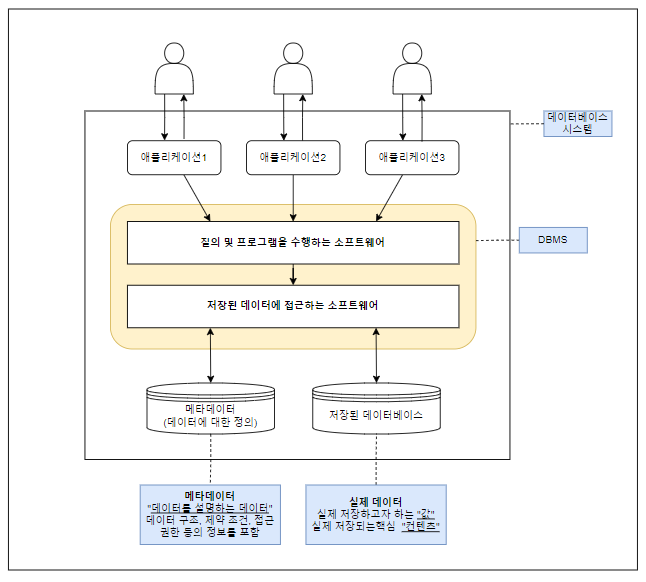 데이터베이스
시스템
애플리케이션1
애플리케이션2
애플리케이션3
질의 및 프로그램을 수행하는 소프트웨어
DBMS
저장된 데이터에 접근하는 소프트웨어
메타데이터
(데이터에 대한 정의)
저장된 데이터베이스
메타데이터
"데이터를 설명하는 데이터"
데이터 구조, 제약 조건, 접근
권한 등의 정보를 포함
실제 데이터
실제 저장하고자 하는 "값"
실제 저장되는핵심 "컨텐츠"